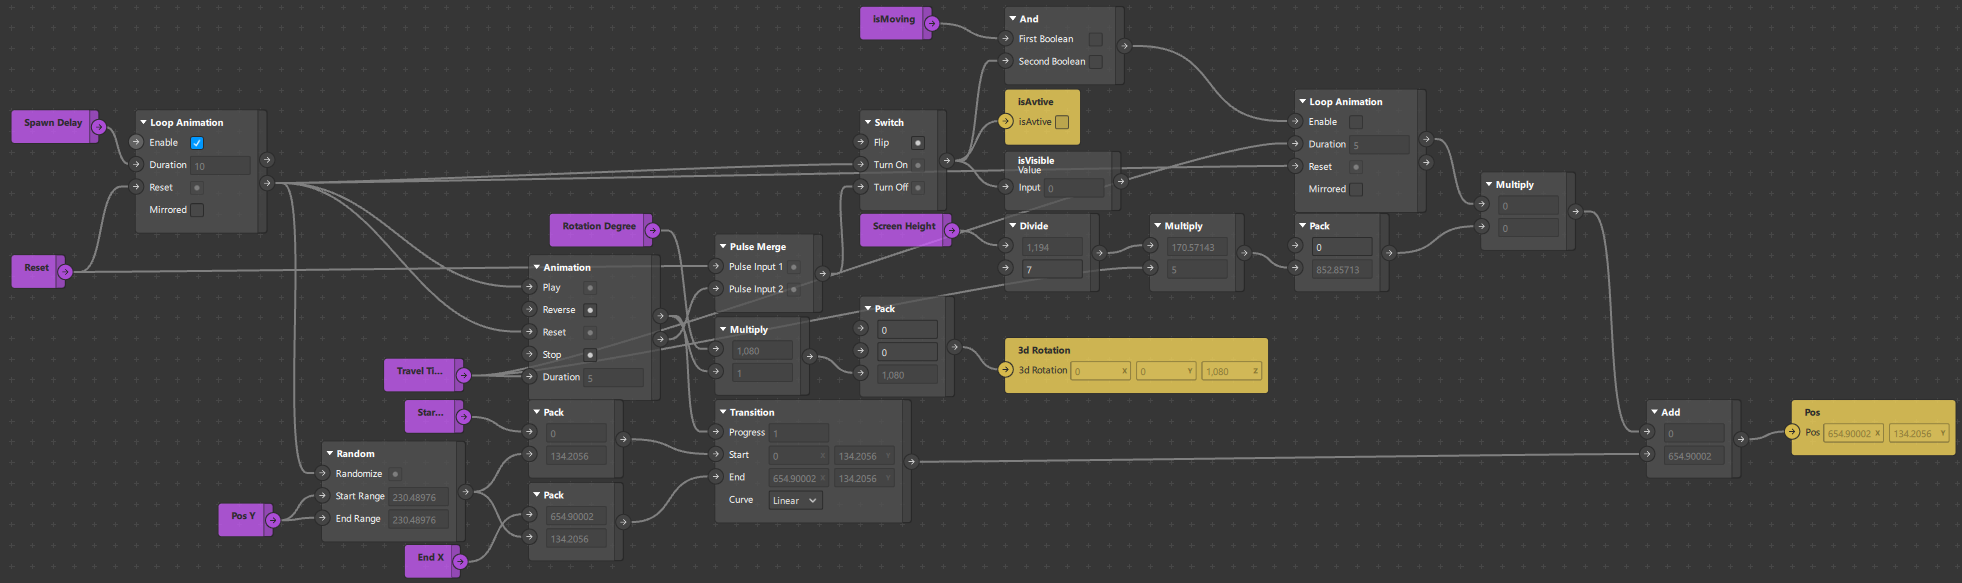 Spawn Delay
Reset
Loop Animation
Enable
Duration 10
Reset
Mirrored
Pos Y
Random
Randomize
Start Range 230.48976
End Range 230.48976
Travel Ti...
Star...
End X
Rotation Degree
Animation
Play
Reverse
Reset
Stop
Duration 5
Pack
0
134.2056
Pack
654.90002
134.2056
Pulse Merge
Pulse Input 1
Pulse Input 2
Multiply
1,080
1
Transition
Progress 1
Start 0 X 134.2056 Y
End 654.90002 X 134.2056 Y
Curve Linear
isMoving
Switch
Flip
Turn On
Turn Off
Screen Height
Pack
0
0
1,080
And
First Boolean
Second Boolean
isAvtive
isAvtive
isVisible
Value
Input 0
Divide
1,194
7
3d Rotation
3d Rotation 0 X 0 Y 1,080 Z
Multiply
170.57143
5
Loop Animation
Enable
Duration 5
Reset
Mirrored
Pack
0
852.85713
Multiply
0
0
Add
0
654.90002
Pos
Pos 654.90002 X 134.2056 Y